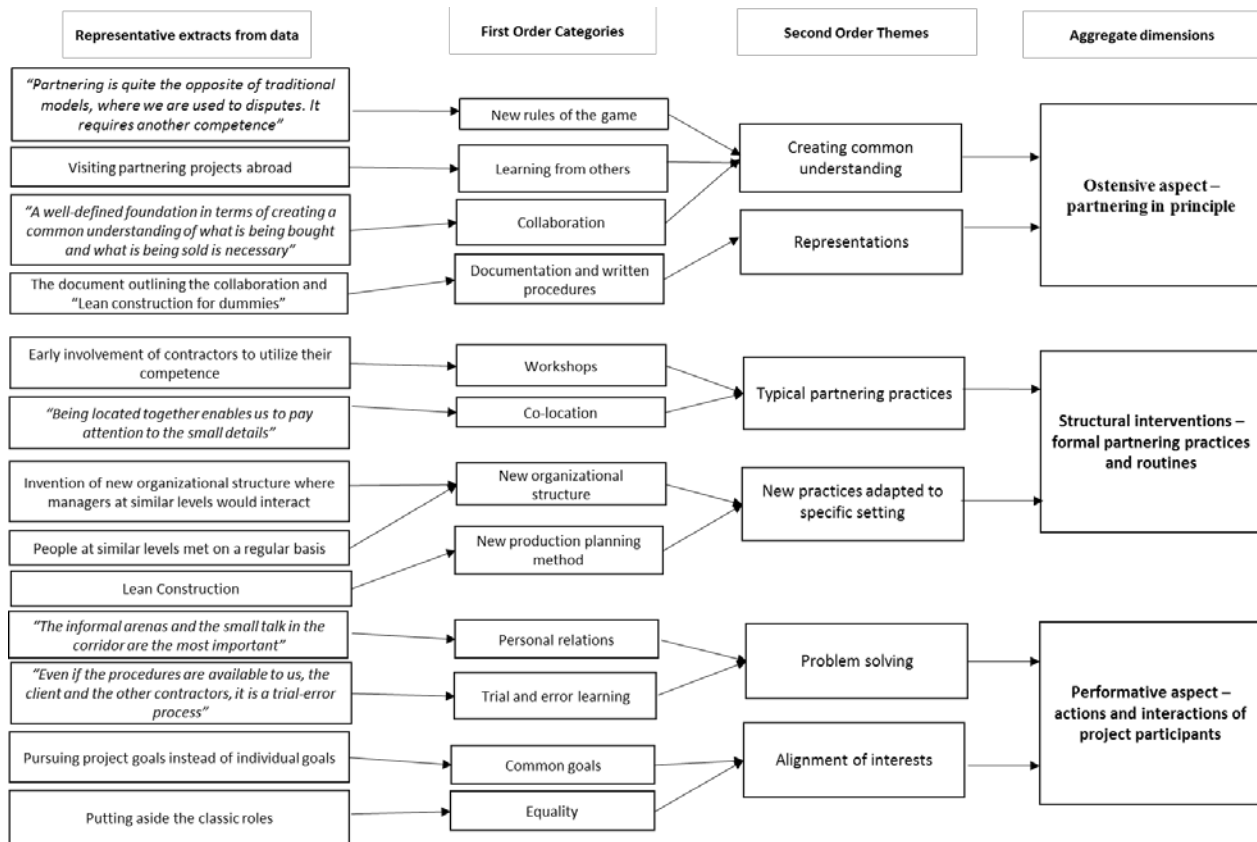 Representative extracts from data
First Order Categories
Second Order Themes
Aggregate dimensions
“Partnering is quite the opposite of traditional
models, where we are used to disputes. It
requires another competence”
Visiting partnering projects abroad
“A well-defined foundation in terms of creating a
common understanding of what is being bought
and what is being sold is necessary”
The document outlining the collaboration and
“Lean construction for dummies”
New rules of the game
Learning from others
Collaboration
Documentation and written
procedures
Creating common
understanding
Representations
Ostensive aspect –
partnering in principle
Early involvement of contractors to utilize their
competence
“Being located together enables us to pay
attention to the small details”
Invention of new organizational structure where
managers at similar levels would interact
People at similar levels met on a regular basis
Lean Construction
Workshops
Co-location
New organizational
structure
New production planning
method
Typical partnering practices
New practices adapted to
specific setting
Structural interventions –
formal partnering practices
and routines
“The informal arenas and the small talk in the
corridor are the most important”
“Even if the procedures are available to us, the
client and the other contractors, it is a trial-error
process”
Pursuing project goals instead of individual goals
Putting aside the classic roles
Personal relations
Trial and error learning
Common goals
Equality
Problem solving
Alignment of interests
Performative aspect –
actions and interactions of
project participants